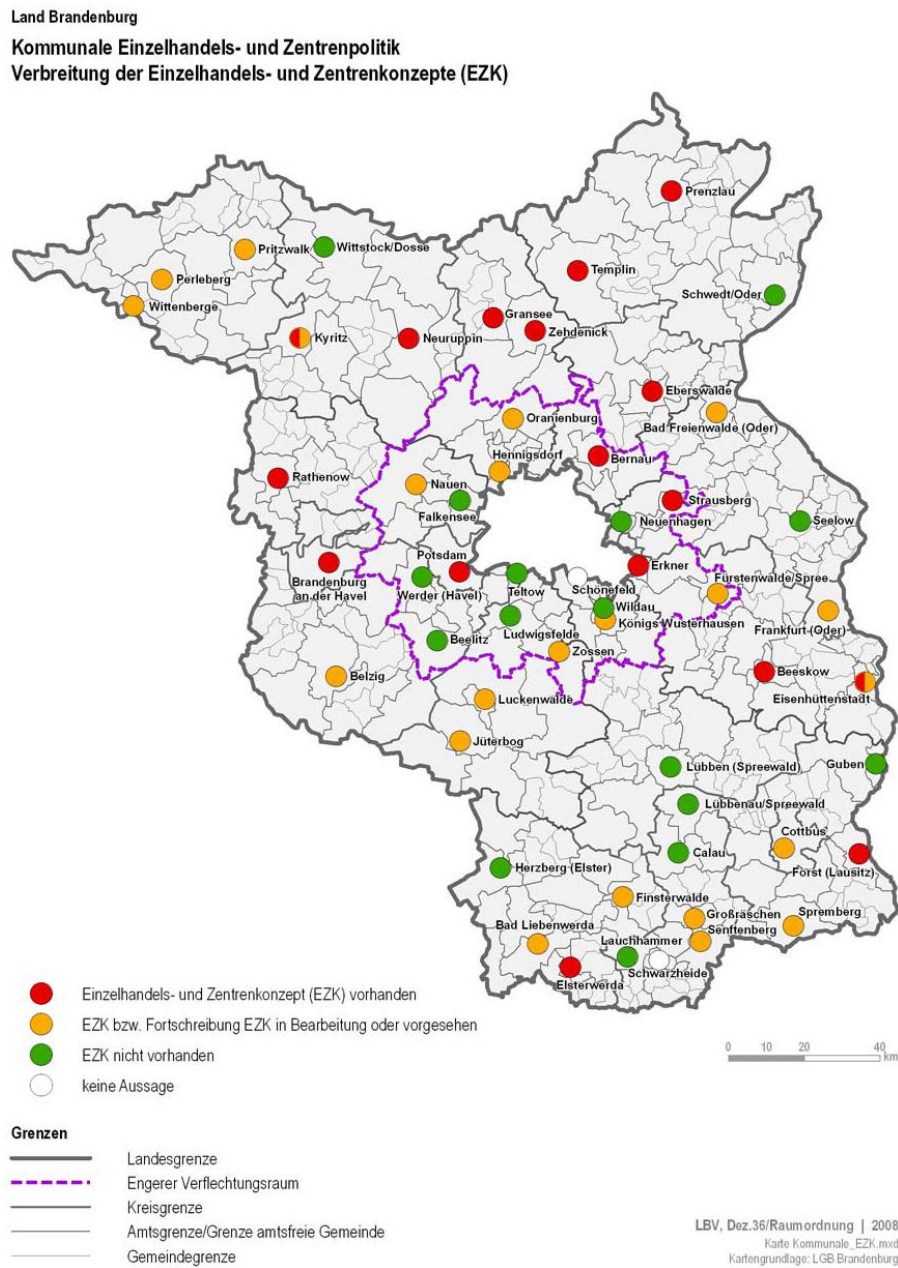 Land Brandenburg
Kommunale Einzelhandels- und Zentrenpolitik
Verbreitung der Einzelhandels- und Zentrenkonzepte (EZK)
Prenzlau
Pritzwalk
Wittstock/Dosse
Templin
Perleberg
Schwedt/Oder
Wittenberge
Gransee
Zehdenick
Kyritz
Neuruppin
Eberswalde
Oranienburg
Bad Freienwalde (Oder)
Hennigsdorf
Bernau
Rathenow
Nauen
Strausberg
Falkensee
Neuenhagen
Seelow
Potsdam
Erkner
Fürstenwalde/Spree
Brandenburg
an der Havel
Werder (Havel)
Teltow
Schönefeld
Wildau
Königs Wusterhausen
Frankfurt (Oder)
Ludwigsfelde
Beelitz
Zossen
Belzig
Beeskow
Eisenhüttenstadt
Luckenwalde
Jüterbog
Lübben (Spreewald)
Guben
Lübbenau/Spreewald
Cottbus
Calau
Forst (Lausitz)
Herzberg (Elster)
Finsterwalde
Großräschen
Spremberg
Bad Liebenwerda
Senftenberg
Lauchhammer
Schwarzheide
Elsterwerda
Einzelhandels- und Zentrenkonzept (EZK) vorhanden
EZK bzw. Fortschreibung EZK in Bearbeitung oder vorgesehen
EZK nicht vorhanden
keine Aussage
0 10 20 40
km
Grenzen
Landesgrenze
Engerer Verflechtungsraum
Kreisgrenze
Amtsgrenze/Grenze amtsfreie Gemeinde
Gemeindegrenze
LBV, Dez.36/Raumordnung | 2008
Karte Kommunale_EZK.mxd
Kartengrundlage: LGB Brandenburg